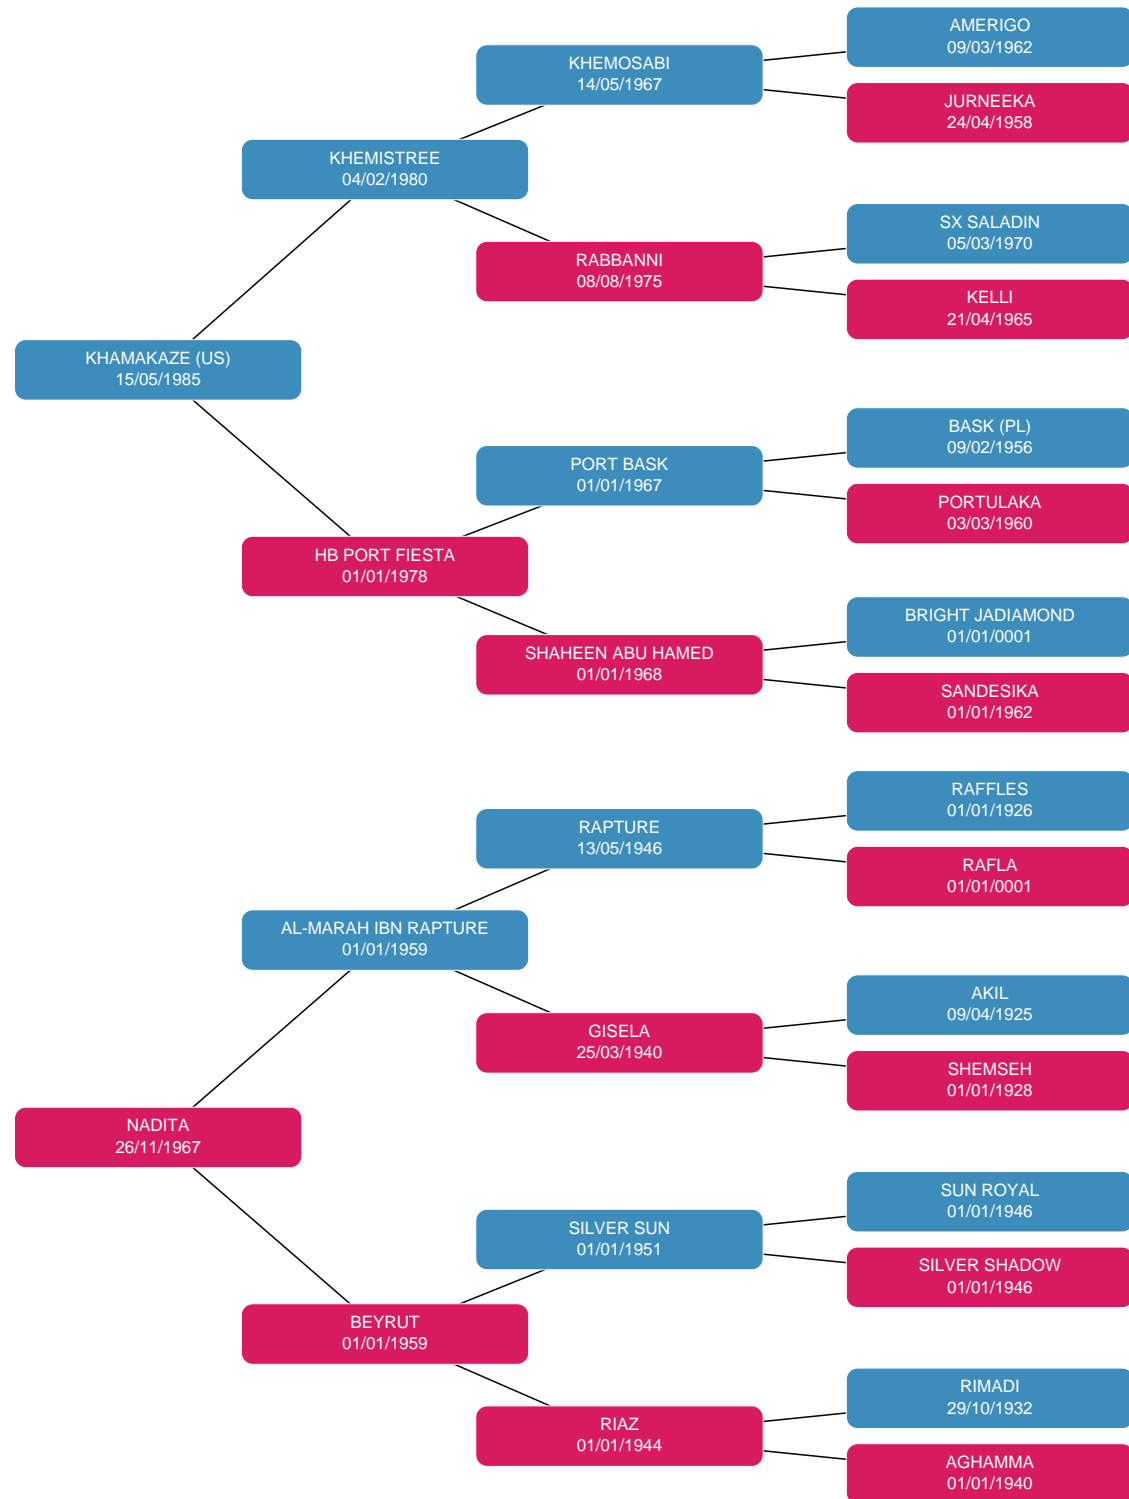 AMERIGO
09/03/1962
KHEMOSABI
14/05/1967
JURNEEKA
24/04/1958
KHEMISTREE
04/02/1980
SX SALADIN
05/03/1970
RABBANNI
08/08/1975
KELLI
21/04/1965
KHAMAKAZE (US)
15/05/1985
BASK (PL)
09/02/1956
PORT BASK
01/01/1967
PORTULAKA
03/03/1960
HB PORT FIESTA
01/01/1978
BRIGHT JADIAMOND
01/01/0001
SHAHEEN ABU HAMED
01/01/1968
SANDESIKA
01/01/1962
RAFFLES
01/01/1926
RAPTURE
13/05/1946
RAFLA
01/01/0001
AL-MARAH IBN RAPTURE
01/01/1959
AKIL
09/04/1925
GISELA
25/03/1940
SHEMSEH
01/01/1928
NADITA
26/11/1967
SUN ROYAL
01/01/1946
SILVER SUN
01/01/1951
SILVER SHADOW
01/01/1946
BEYRUT
01/01/1959
RIMADI
29/10/1932
RIAZ
01/01/1944
AGHAMMA
01/01/1940